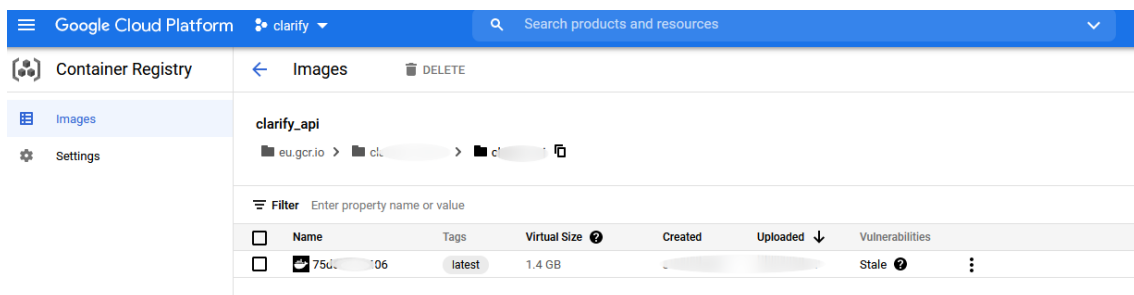 Google Cloud Platform clarify Search products and resources
Container Registry Images DELETE
Images
clarify_api
eu.gcr.io
Settings
Filter Enter property name or value
Name Tags Virtual Size Created Uploaded Vulnerabilities
latest 1.4 GB Stale